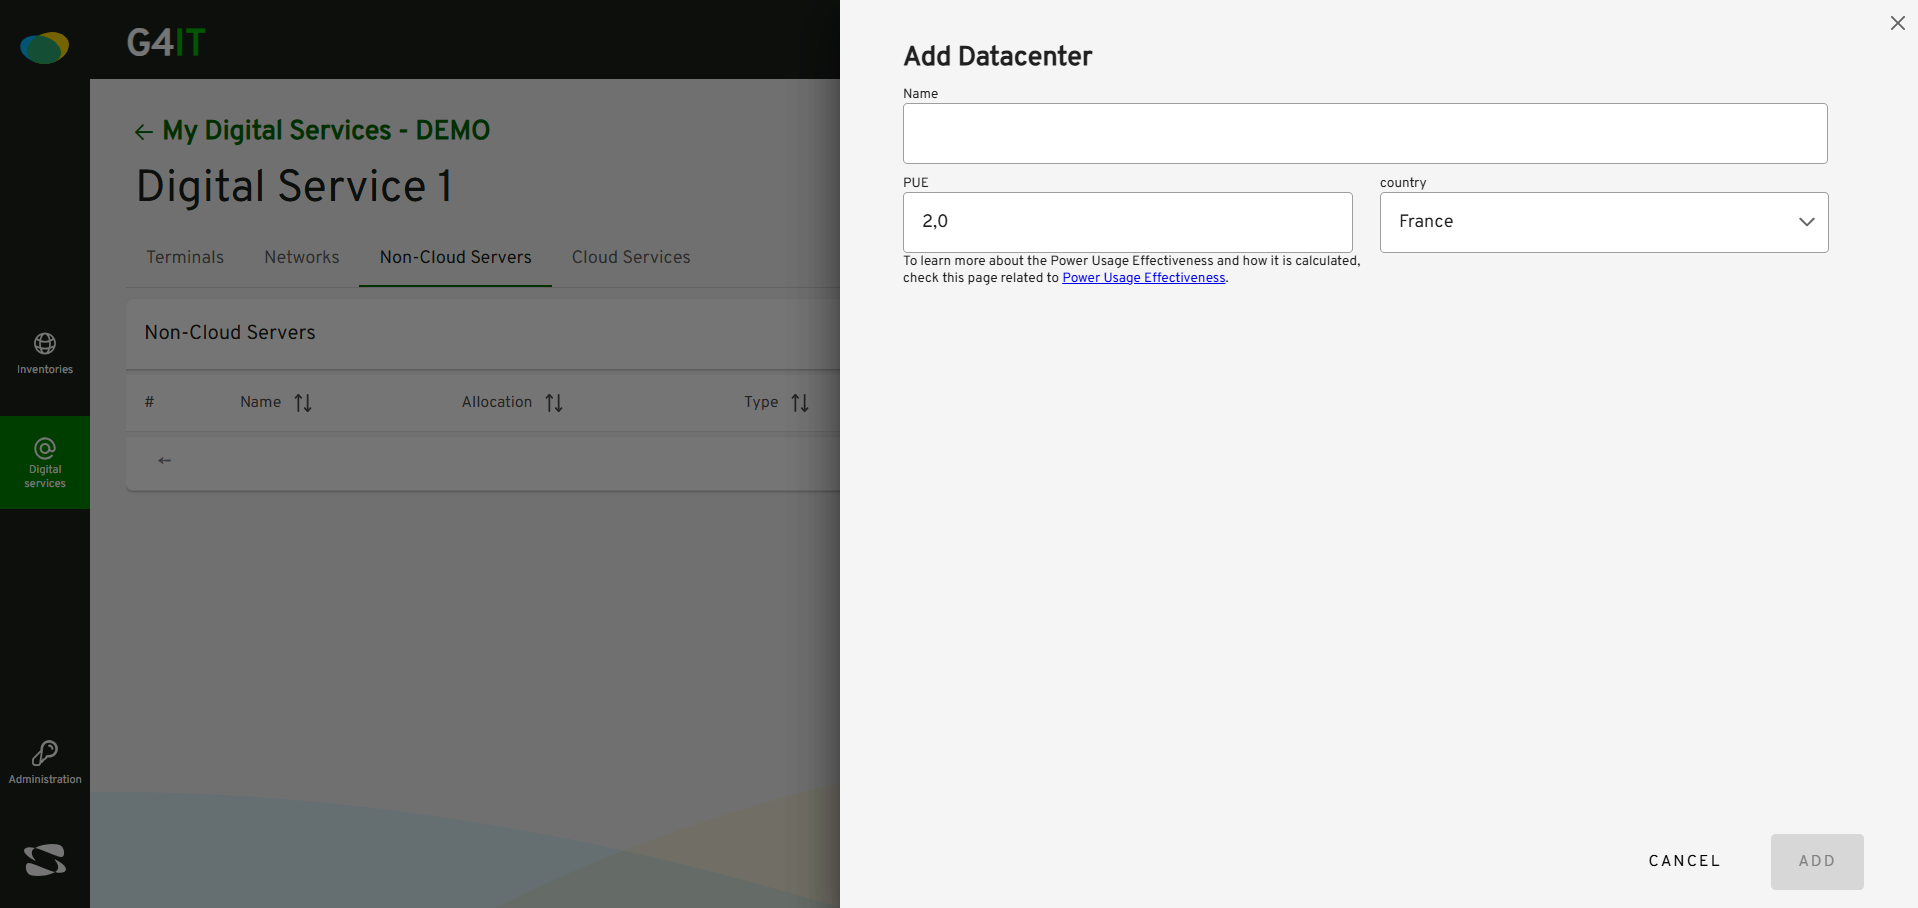 G4IT
← My Digital Services - DEMO
Digital Service 1
Terminals Networks Non-Cloud Servers Cloud Services
Non-Cloud Servers
# Name Allocation Type
Inventories
Digital
services
Administration
Add Datacenter
Name
PUE country
2,0 France
To learn more about the Power Usage Effectiveness and how it is calculated,
check this page related to Power Usage Effectiveness.
CANCEL ADD